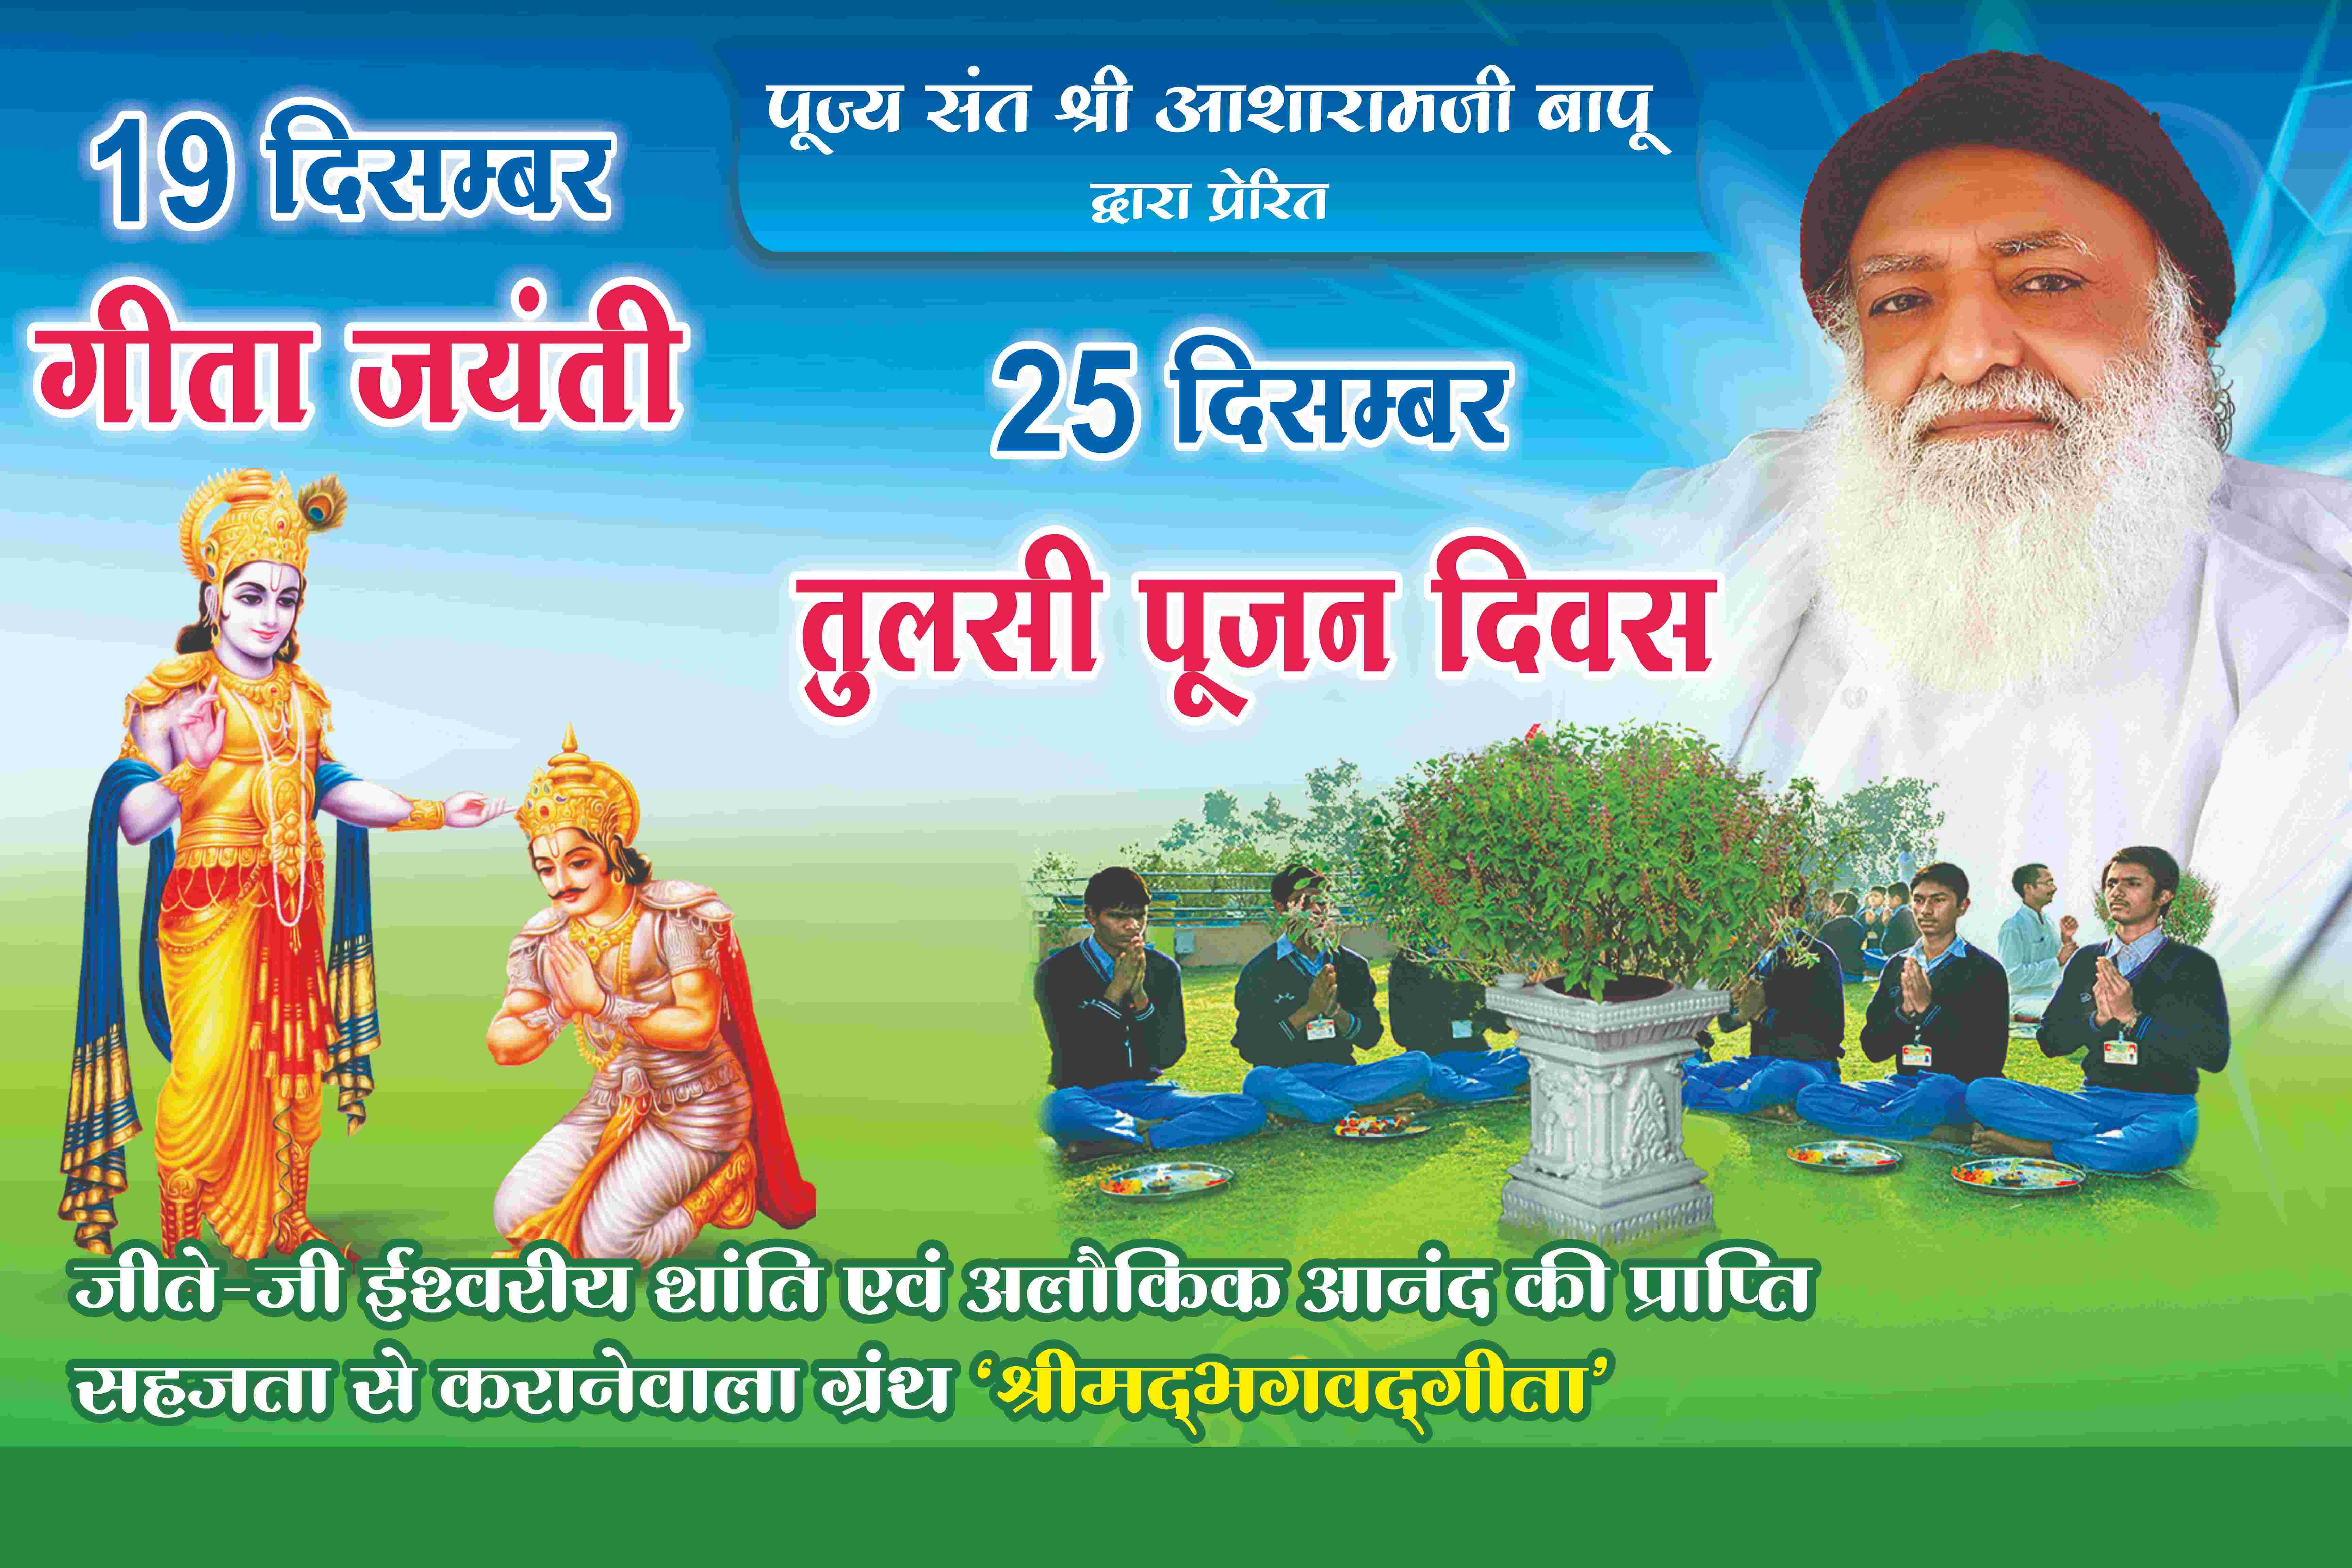 पूज्य संत श्री आशारामजी बापू
द्वारा प्रेरित
19 दिसम्बर
गीता जयंती
25 दिसम्बर
तुलसी पूजन दिवस
जीते-जी ईश्वरीय शांति एवं अलौकिक आनंद की प्राप्ति
सहजता से करानेवाला ग्रंथ ‘श्रीमद्‌भगवद्‌गीता’